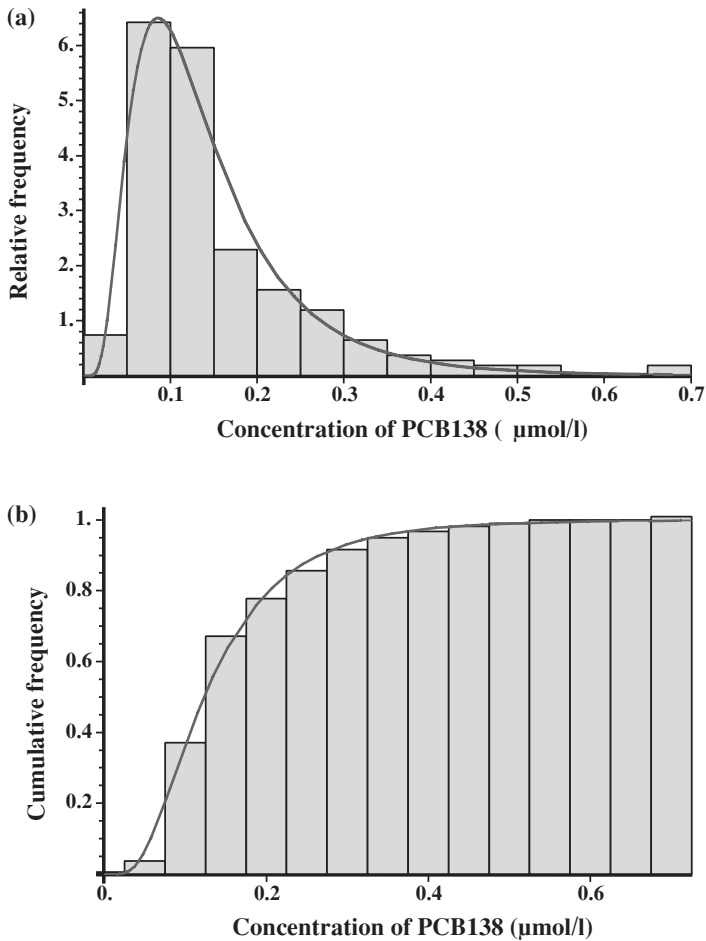 (a)
Relative frequency
6.
5.
4.
3.
2.
1.
0.1 0.2 0.3 0.4 0.5 0.6 0.7
Concentration of PCB138 ( µmol/l)
(b)
Cumulative frequency
1.
0.8
0.6
0.4
0.2
0. 0.2 0.4 0.6
Concentration of PCB138 (µmol/l)